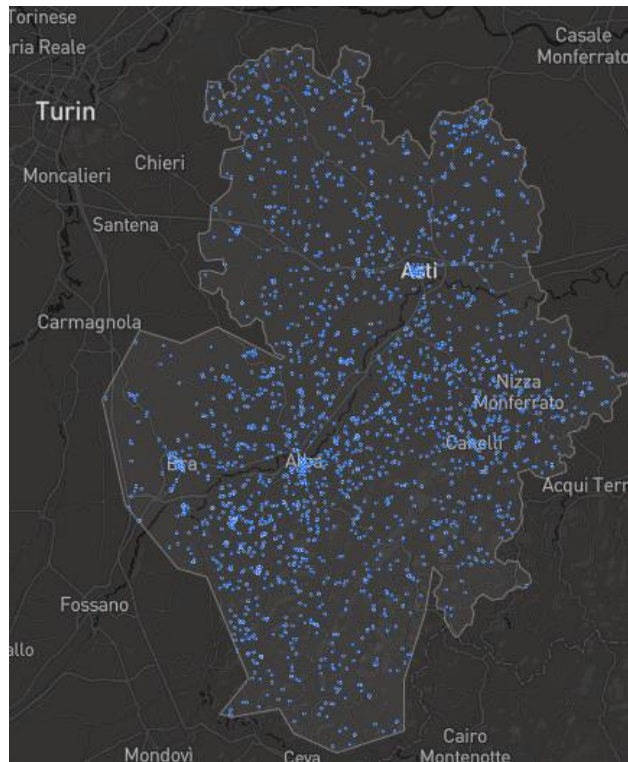 Torinese
aria Reale
Casale
Monferrato
Turin
Chieri
Moncalieri
Santena
Asti
Carmagnola
Nizza
Monferrato
Canelli
Bra
Alba
Acqui Terr
Fossano
allo
Cairo
Montenotte
Mondovì
Ceva